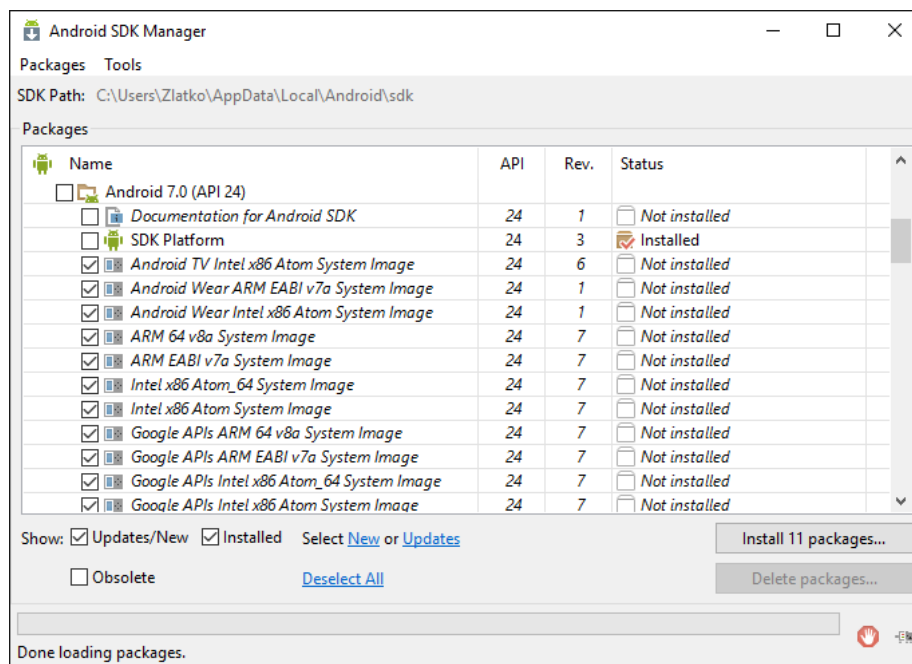 Android SDK Manager
Packages Tools
SDK Path: C:\Users\Zlatko\AppData\Local\Android\sdk
Packages
Name API Rev. Status
Android 7.0 (API 24)
Documentation for Android SDK 24 1 Not installed
SDK Platform 24 3 Installed
Android TV Intel x86 Atom System Image 24 6 Not installed
Android Wear ARM EABI v7a System Image 24 1 Not installed
Android Wear Intel x86 Atom System Image 24 1 Not installed
ARM 64 v8a System Image 24 7 Not installed
ARM EABI v7a System Image 24 7 Not installed
Intel x86 Atom_64 System Image 24 7 Not installed
Intel x86 Atom System Image 24 7 Not installed
Google APIs ARM 64 v8a System Image 24 7 Not installed
Google APIs ARM EABI v7a System Image 24 7 Not installed
Google APIs Intel x86 Atom_64 System Image 24 7 Not installed
Google APIs Intel x86 Atom System Image 24 7 Not installed
Show: Updates/New Installed Select New or Updates Install 11 packages...
Obsolete Deselect All Delete packages...
Done loading packages.